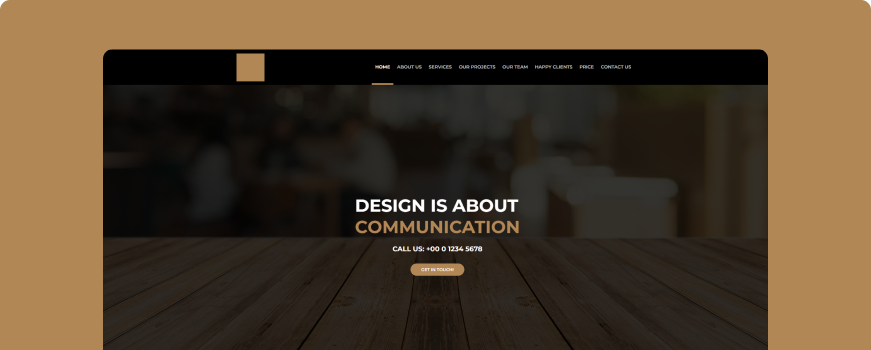 HOME ABOUT US SERVICES OUR PROJECTS OUR TEAM HAPPY CLIENTS PRICE CONTACT US
DESIGN IS ABOUT
COMMUNICATION
CALL US: +00 0 1234 5678
GET IN TOUCH!